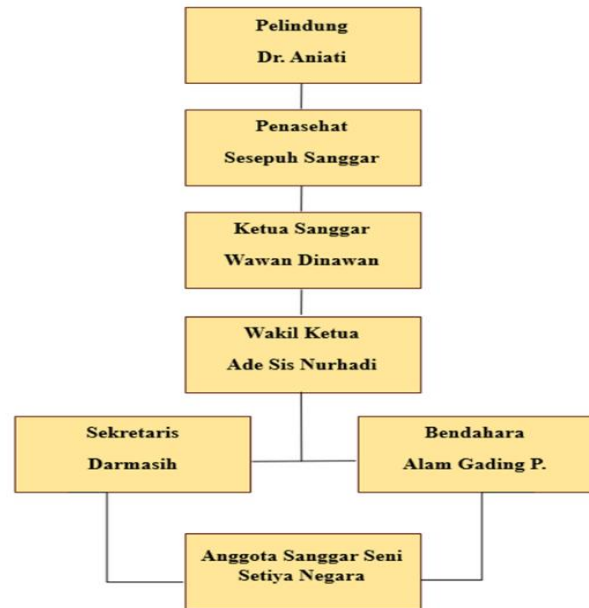 Pelindung
Dr. Aniati
Penasehat
Sesepuh Sanggar
Ketua Sanggar
Wawan Dinawan
Wakil Ketua
Ade Sis Nurhadi
Sekretaris
Darmasih
Bendahara
Alam Gading P.
Anggota Sanggar Seni
Setiya Negara